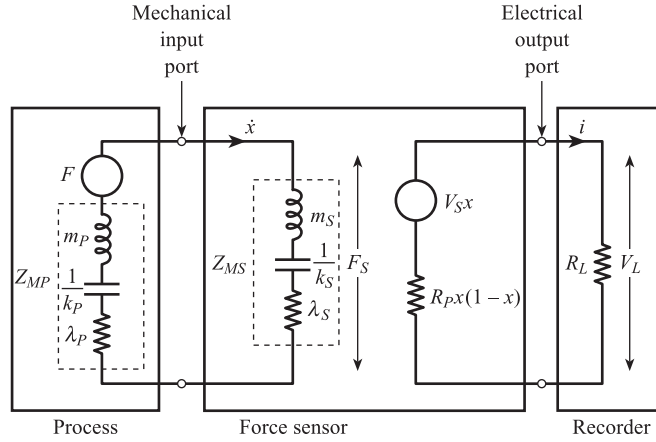 Mechanical
input
port
Electrical
output
port
ẋ
i
F
m_P
Z_MP
1/k_P
λ_P
m_S
Z_MS
1/k_S
F_S
λ_S
V_S x
R_P x(1 – x)
R_L
V_L
Process
Force sensor
Recorder